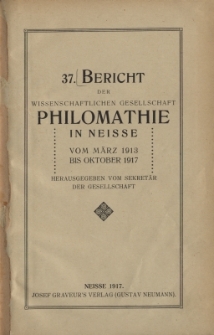 37. BERICHT
DER
WISSENSCHAFTLICHEN GESELLSCHAFT
PHILOMATHIE
IN NEISSE
VOM MÄRZ 1913
BIS OKTOBER 1917
HERAUSGEGEBEN VOM SEKRETÄR
DER GESELLSCHAFT
NEISSE 1917.
JOSEF GRAVEUR'S VERLAG (GUSTAV NEUMANN).